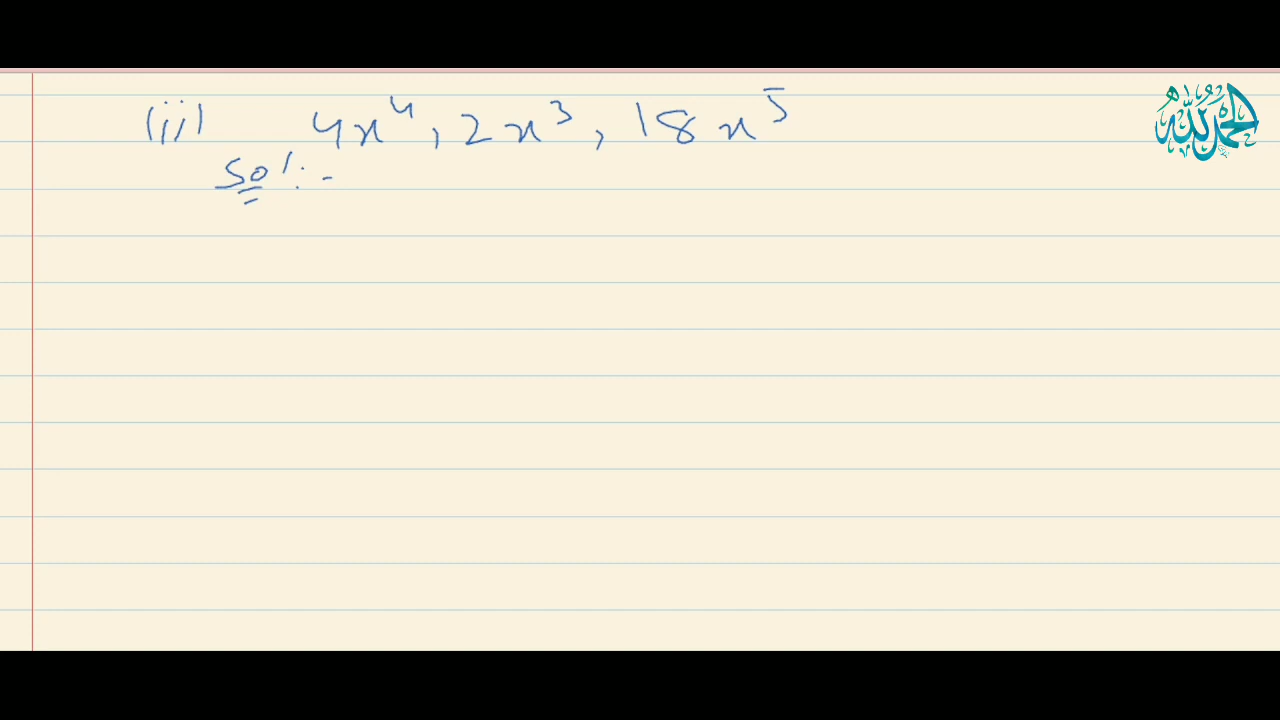 (ii) 4x⁴, 2x³, 18x⁵
Sol:-
الحمد لله